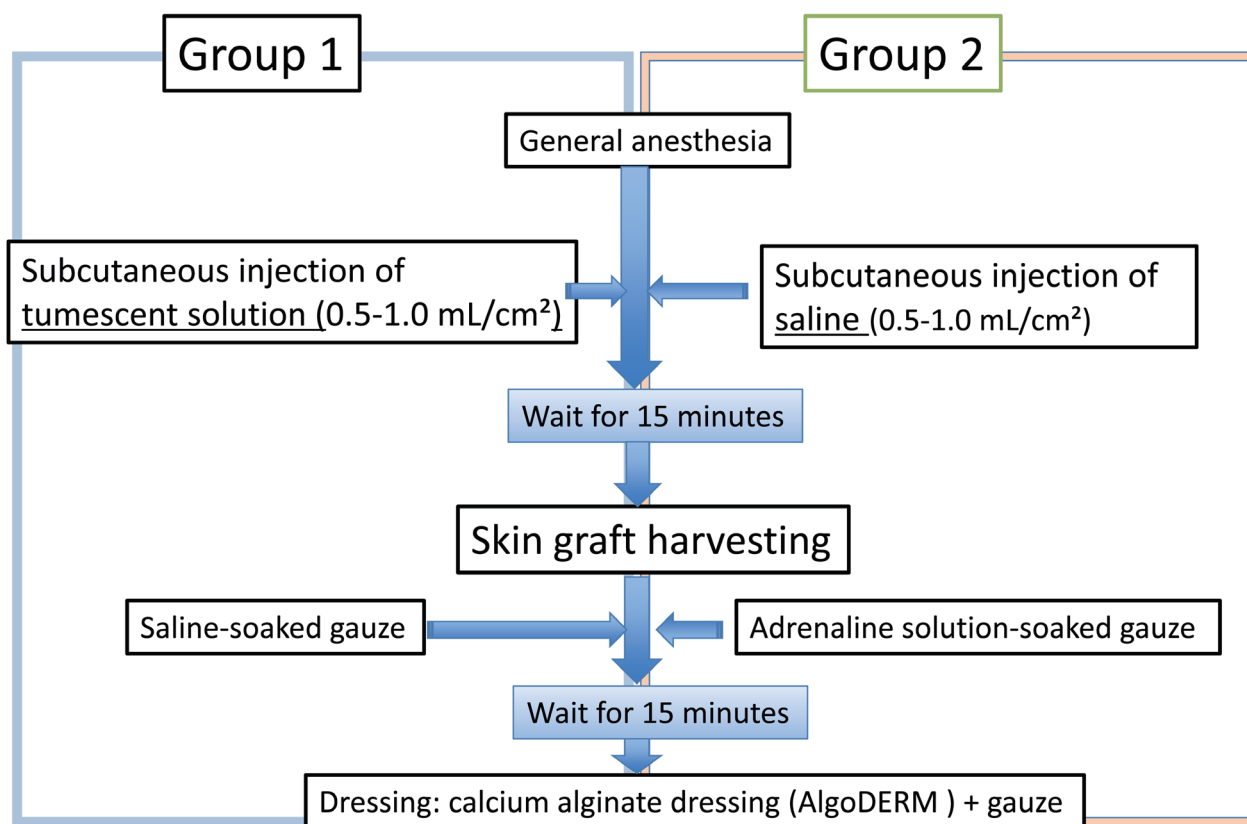 Group 1
Group 2
General anesthesia
Subcutaneous injection of
tumescent solution (0.5-1.0 mL/cm²)
Subcutaneous injection of
saline (0.5-1.0 mL/cm²)
Wait for 15 minutes
Skin graft harvesting
Saline-soaked gauze
Adrenaline solution-soaked gauze
Wait for 15 minutes
Dressing: calcium alginate dressing (AlgoDERM ) + gauze